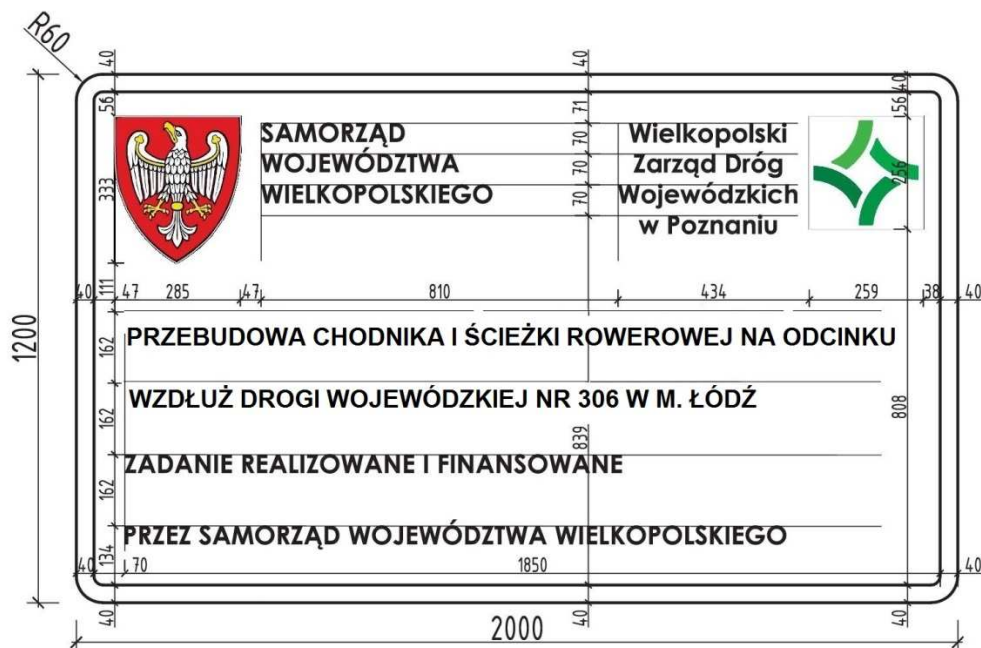 R60
40
40
40
56
71
56
SAMORZĄD
WOJEWÓDZTWA
WIELKOPOLSKIEGO
70
70
70
Wielkopolski
Zarząd Dróg
Wojewódzkich
w Poznaniu
333
256
40 111 47 285 47 810 434 259 38 40
1200
PRZEBUDOWA CHODNIKA I ŚCIEŻKI ROWEROWEJ NA ODCINKU
162
WZDŁUŻ DROGI WOJEWÓDZKIEJ NR 306 W M. ŁÓDŹ
162
839
808
ZADANIE REALIZOWANE I FINANSOWANE
162
PRZEZ SAMORZĄD WOJEWÓDZTWA WIELKOPOLSKIEGO
134
40 70 1850 40
40
40
40
2000